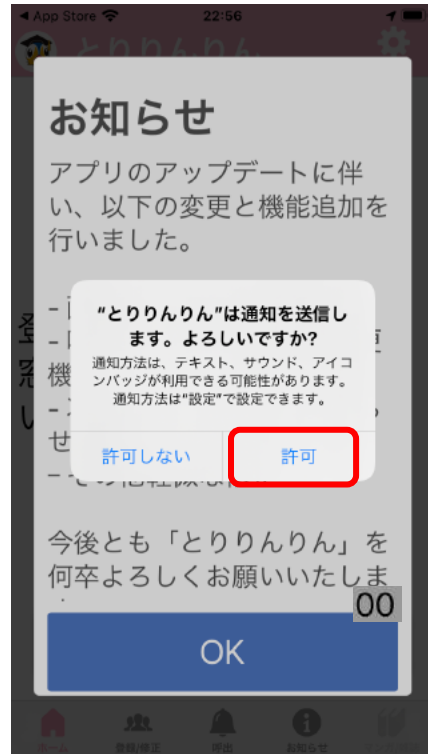 App Store 22:56
とりりんりん
お知らせ
アプリのアップデートに伴
い、以下の変更と機能追加を
行いました。
"とりりんりん"は通知を送信し
ます。よろしいですか?
通知方法は、テキスト、サウンド、アイコ
ンバッジが利用できる可能性があります。
通知方法は"設定"で設定できます。
許可しない 許可
今後とも「とりりんりん」を
何卒よろしくお願いいたしま
00
OK
ホーム 登録/修正 呼出 お知らせ